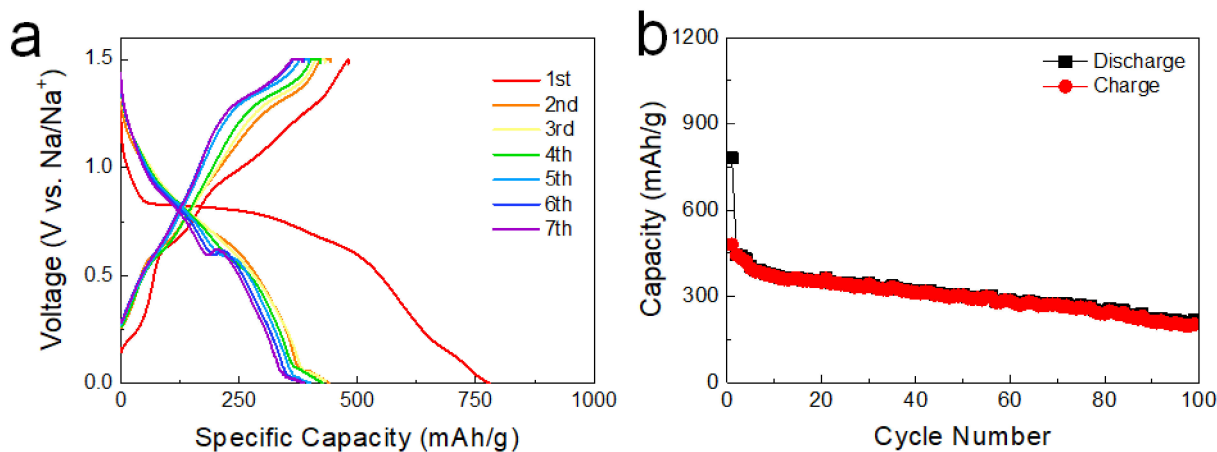 a
1.5
1.0
0.5
0.0
Voltage (V vs. Na/Na⁺)
0
250
500
750
1000
Specific Capacity (mAh/g)
1st
2nd
3rd
4th
5th
6th
7th
b
1200
900
600
300
0
Capacity (mAh/g)
0
20
40
60
80
100
Cycle Number
Discharge
Charge